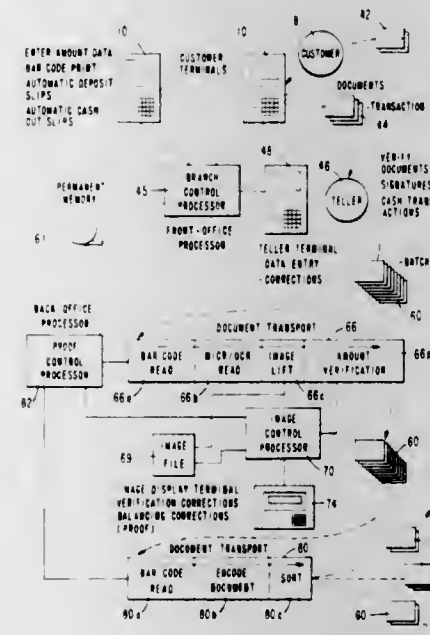 10
10
8
42
ENTER AMOUNT DATA
BAR CODE PRINT
AUTOMATIC DEPOSIT
SLIPS
AUTOMATIC CASH
OUT SLIPS
CUSTOMER
TERMINALS
CUSTOMER
DOCUMENTS
-TRANSACTION
44
PERMANENT
MEMORY
61
45
BRANCH
CONTROL
PROCESSOR
FRONT-OFFICE
PROCESSOR
48
TELLER TERMINAL
DATA ENTRY
-CORRECTIONS
46
TELLER
VERIFY
DOCUMENTS
SIGNATURES
CASH TRANS
ACTIONS
-BATCH
60
BACK OFFICE
PROCESSOR
PROOF
CONTROL
PROCESSOR
62
DOCUMENT TRANSPORT
66
BAR CODE
READ
MICR/OCR
READ
IMAGE
LIFT
AMOUNT
VERIFICATION
66a
66b
66c
66
69
IMAGE
FILE
IMAGE
CONTROL
PROCESSOR
70
60
IMAGE DISPLAY TERMINAL
VERIFICATION CORRECTIONS
BALANCING CORRECTIONS
(PROOF)
74
DOCUMENT TRANSPORT
80
BAR CODE
READ
ENCODE
DOCUMENT
SORT
80a
80b
80c
60